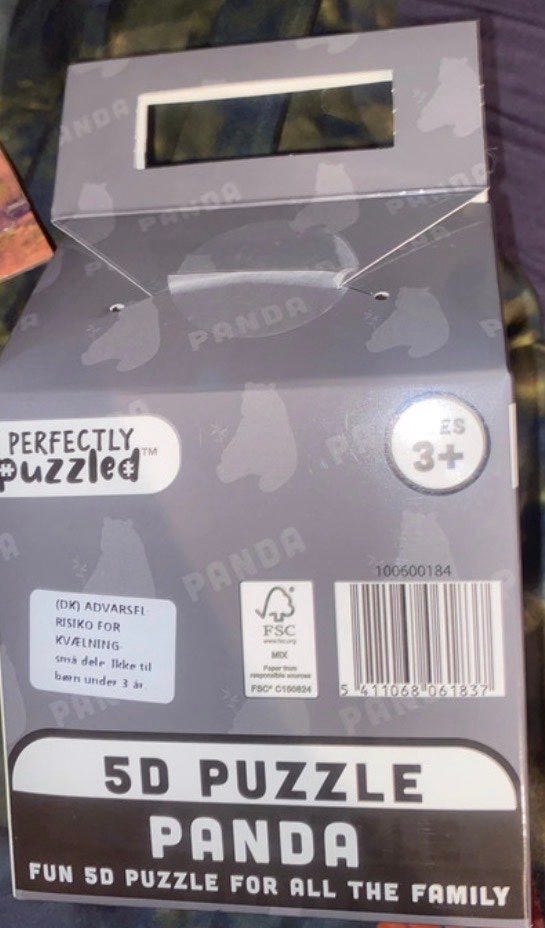 PANDA
PANDA
PANDA
PANDA
PERFECTLY
puzzled™
3+
PANDA
100600184
(DK) ADVARSEL
RISIKO FOR
KVÆLNING-
små dele. Ikke til
børn under 3 år.
FSC
www.fsc.org
MIX
Paper from
responsible sources
FSC® C160624
5 411068 061837
5D PUZZLE
PANDA
FUN 5D PUZZLE FOR ALL THE FAMILY